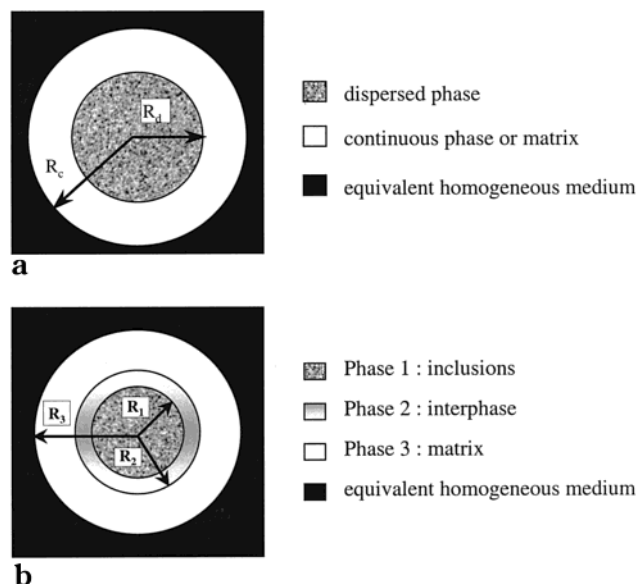 R_d
R_c
dispersed phase
continuous phase or matrix
equivalent homogeneous medium
a
R_1
R_3
R_2
Phase 1 : inclusions
Phase 2 : interphase
Phase 3 : matrix
equivalent homogeneous medium
b